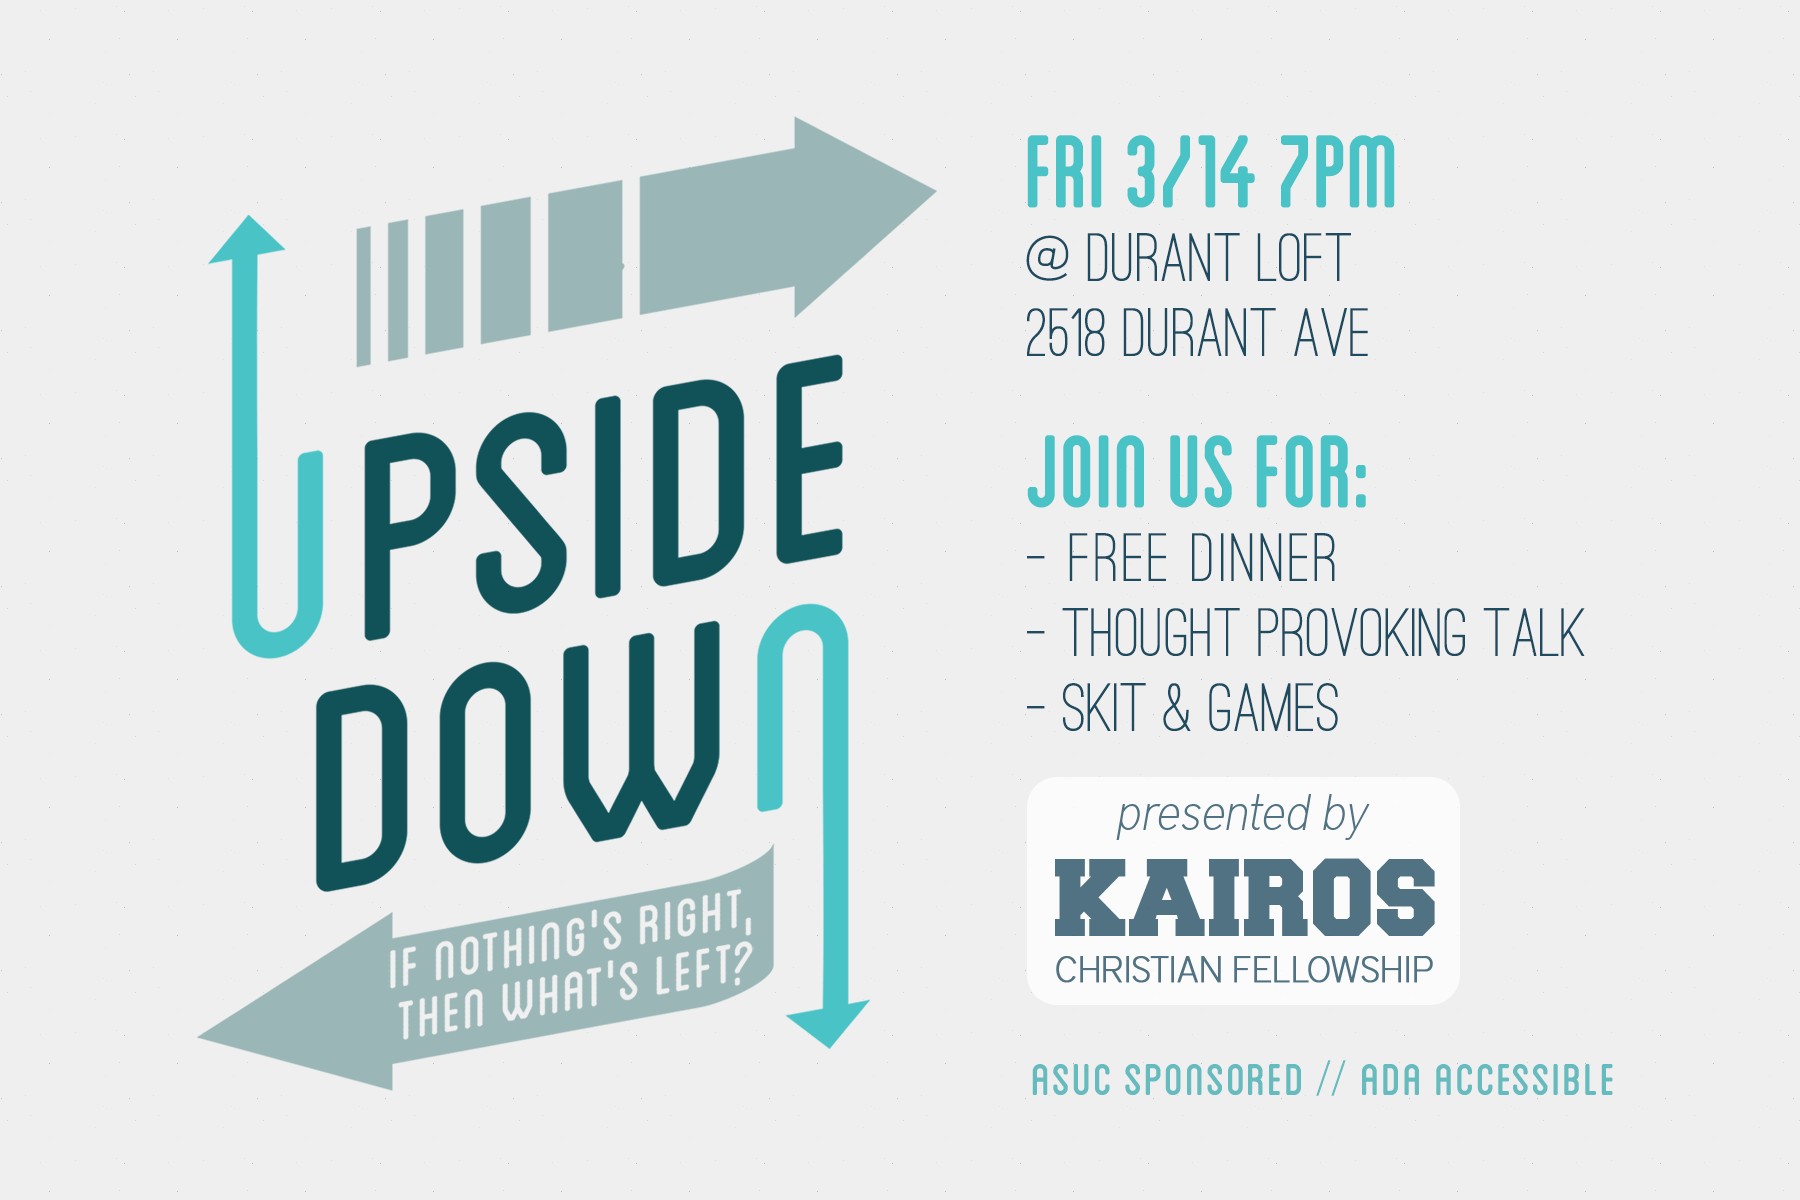 UPSIDE
DOWN
IF NOTHING'S RIGHT,
THEN WHAT'S LEFT?
FRI 3/14 7PM
@ DURANT LOFT
2518 DURANT AVE
JOIN US FOR:
- FREE DINNER
- THOUGHT PROVOKING TALK
- SKIT & GAMES
presented by
KAIROS
CHRISTIAN FELLOWSHIP
ASUC SPONSORED // ADA ACCESSIBLE